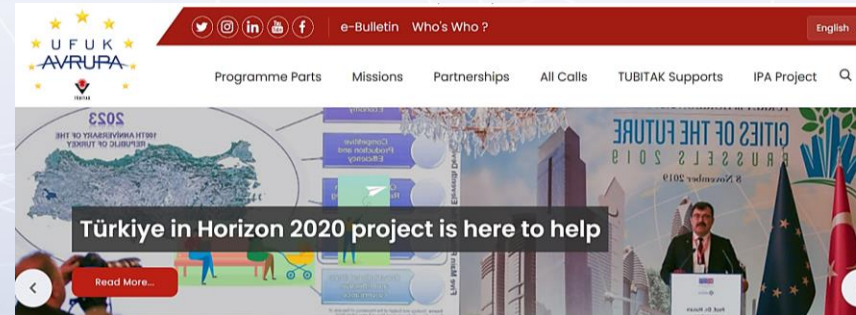 e-Bulletin Who's Who ?
English
UFUK
AVRUPA
TÜBİTAK
Programme Parts Missions Partnerships All Calls TUBITAK Supports IPA Project
2023
100TH ANNIVERSARY OF THE
REPUBLIC OF TURKEY
Economy
Competitive
Production and
Efficiency
CITIES OF THE FUTURE
BRUSSELS 2019
8 November 2019
Türkiye in Horizon 2020 project is here to help
Read More...